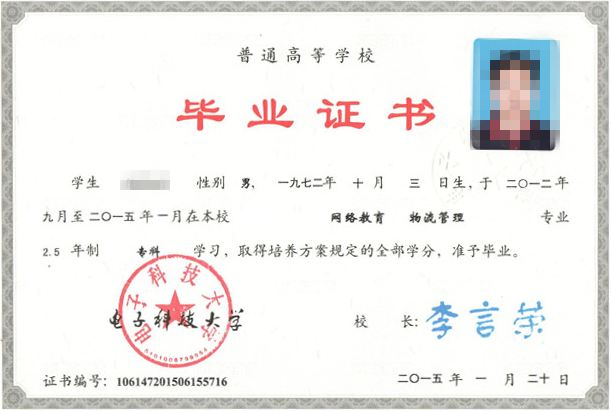 普通高等学校
毕业证书
学生 性别 男， 一九七二年 十 月 三 日生，于 二〇一二年
九月至 二〇一五 年 一月在本校 网络教育 物流管理 专业
2.5 年制 专科 学习，取得培养方案规定的全部学分，准予毕业。
电子科技大学
电子科技大学
5101008799554
校 长：李言荣
证书编号：106147201506155716
二〇一五 年 一 月 二十 日